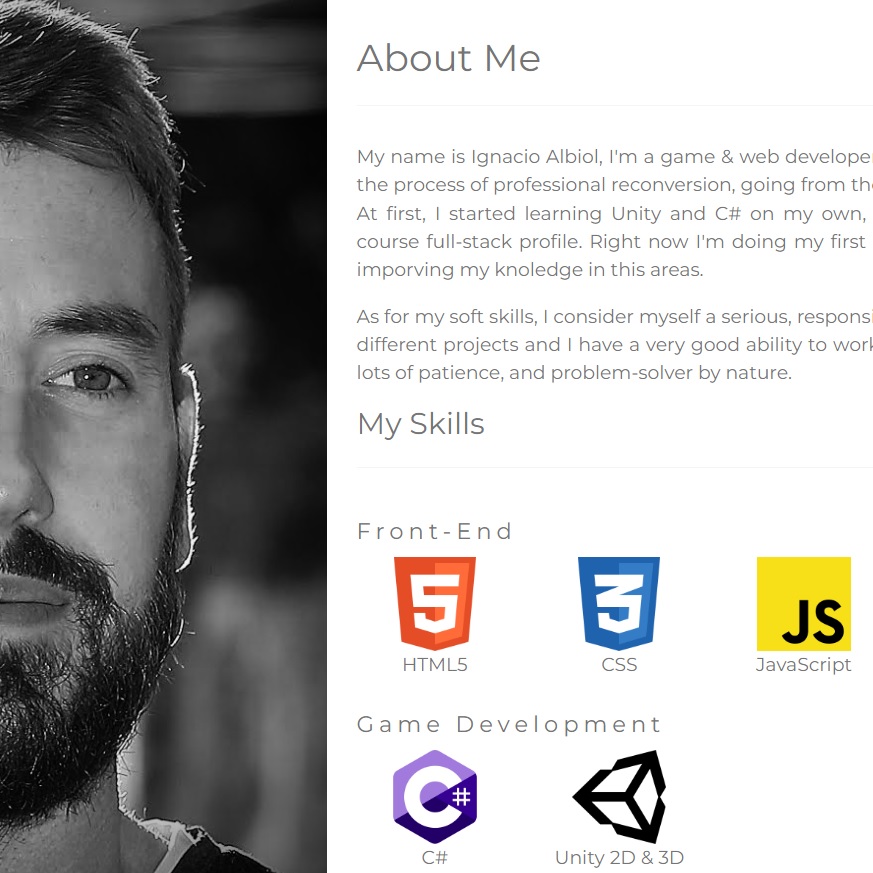 About Me
My name is Ignacio Albiol, I'm a game & web developer
the process of professional reconversion, going from the
At first, I started learning Unity and C# on my own,
course full-stack profile. Right now I'm doing my first
imporving my knoledge in this areas.
As for my soft skills, I consider myself a serious, responsi
different projects and I have a very good ability to work
lots of patience, and problem-solver by nature.
My Skills
Front-End
5 3 JS
HTML5 CSS JavaScript
Game Development
C#
C# Unity 2D & 3D